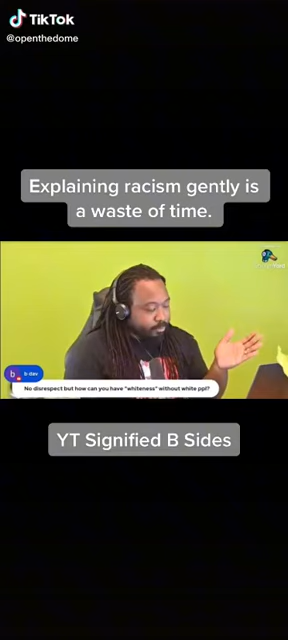 TikTok
@openthedome
Explaining racism gently is
a waste of time.
b
b dav
No disrespect but how can you have "whiteness" without white ppl?
YT Signified B Sides